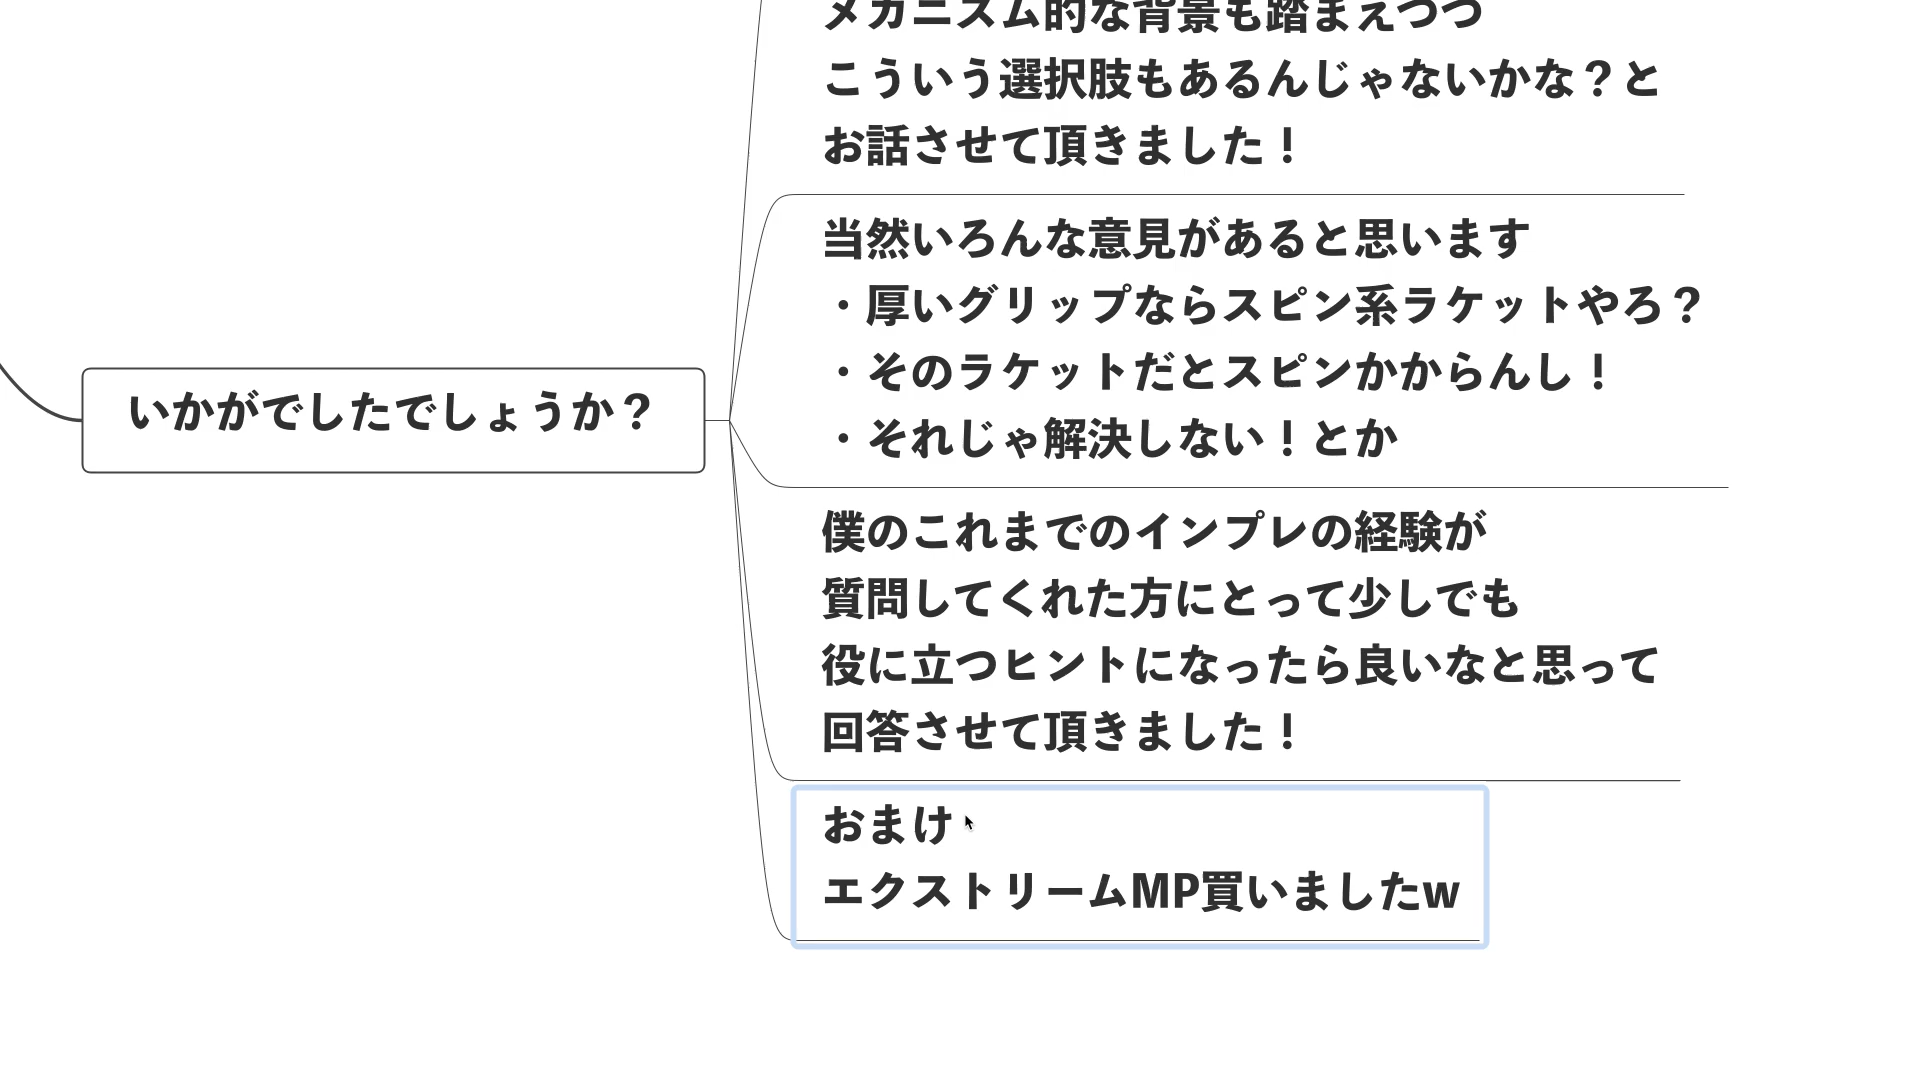 メカニズム的な背景も踏まえつつ
こういう選択肢もあるんじゃないかな？と
お話させて頂きました！
当然いろんな意見があると思います
・厚いグリップならスピン系ラケットやろ？
・そのラケットだとスピンかからんし！
・それじゃ解決しない！とか
いかがでしたでしょうか？
僕のこれまでのインプレの経験が
質問してくれた方にとって少しでも
役に立つヒントになったら良いなと思って
回答させて頂きました！
おまけ
エクストリームMP買いましたw